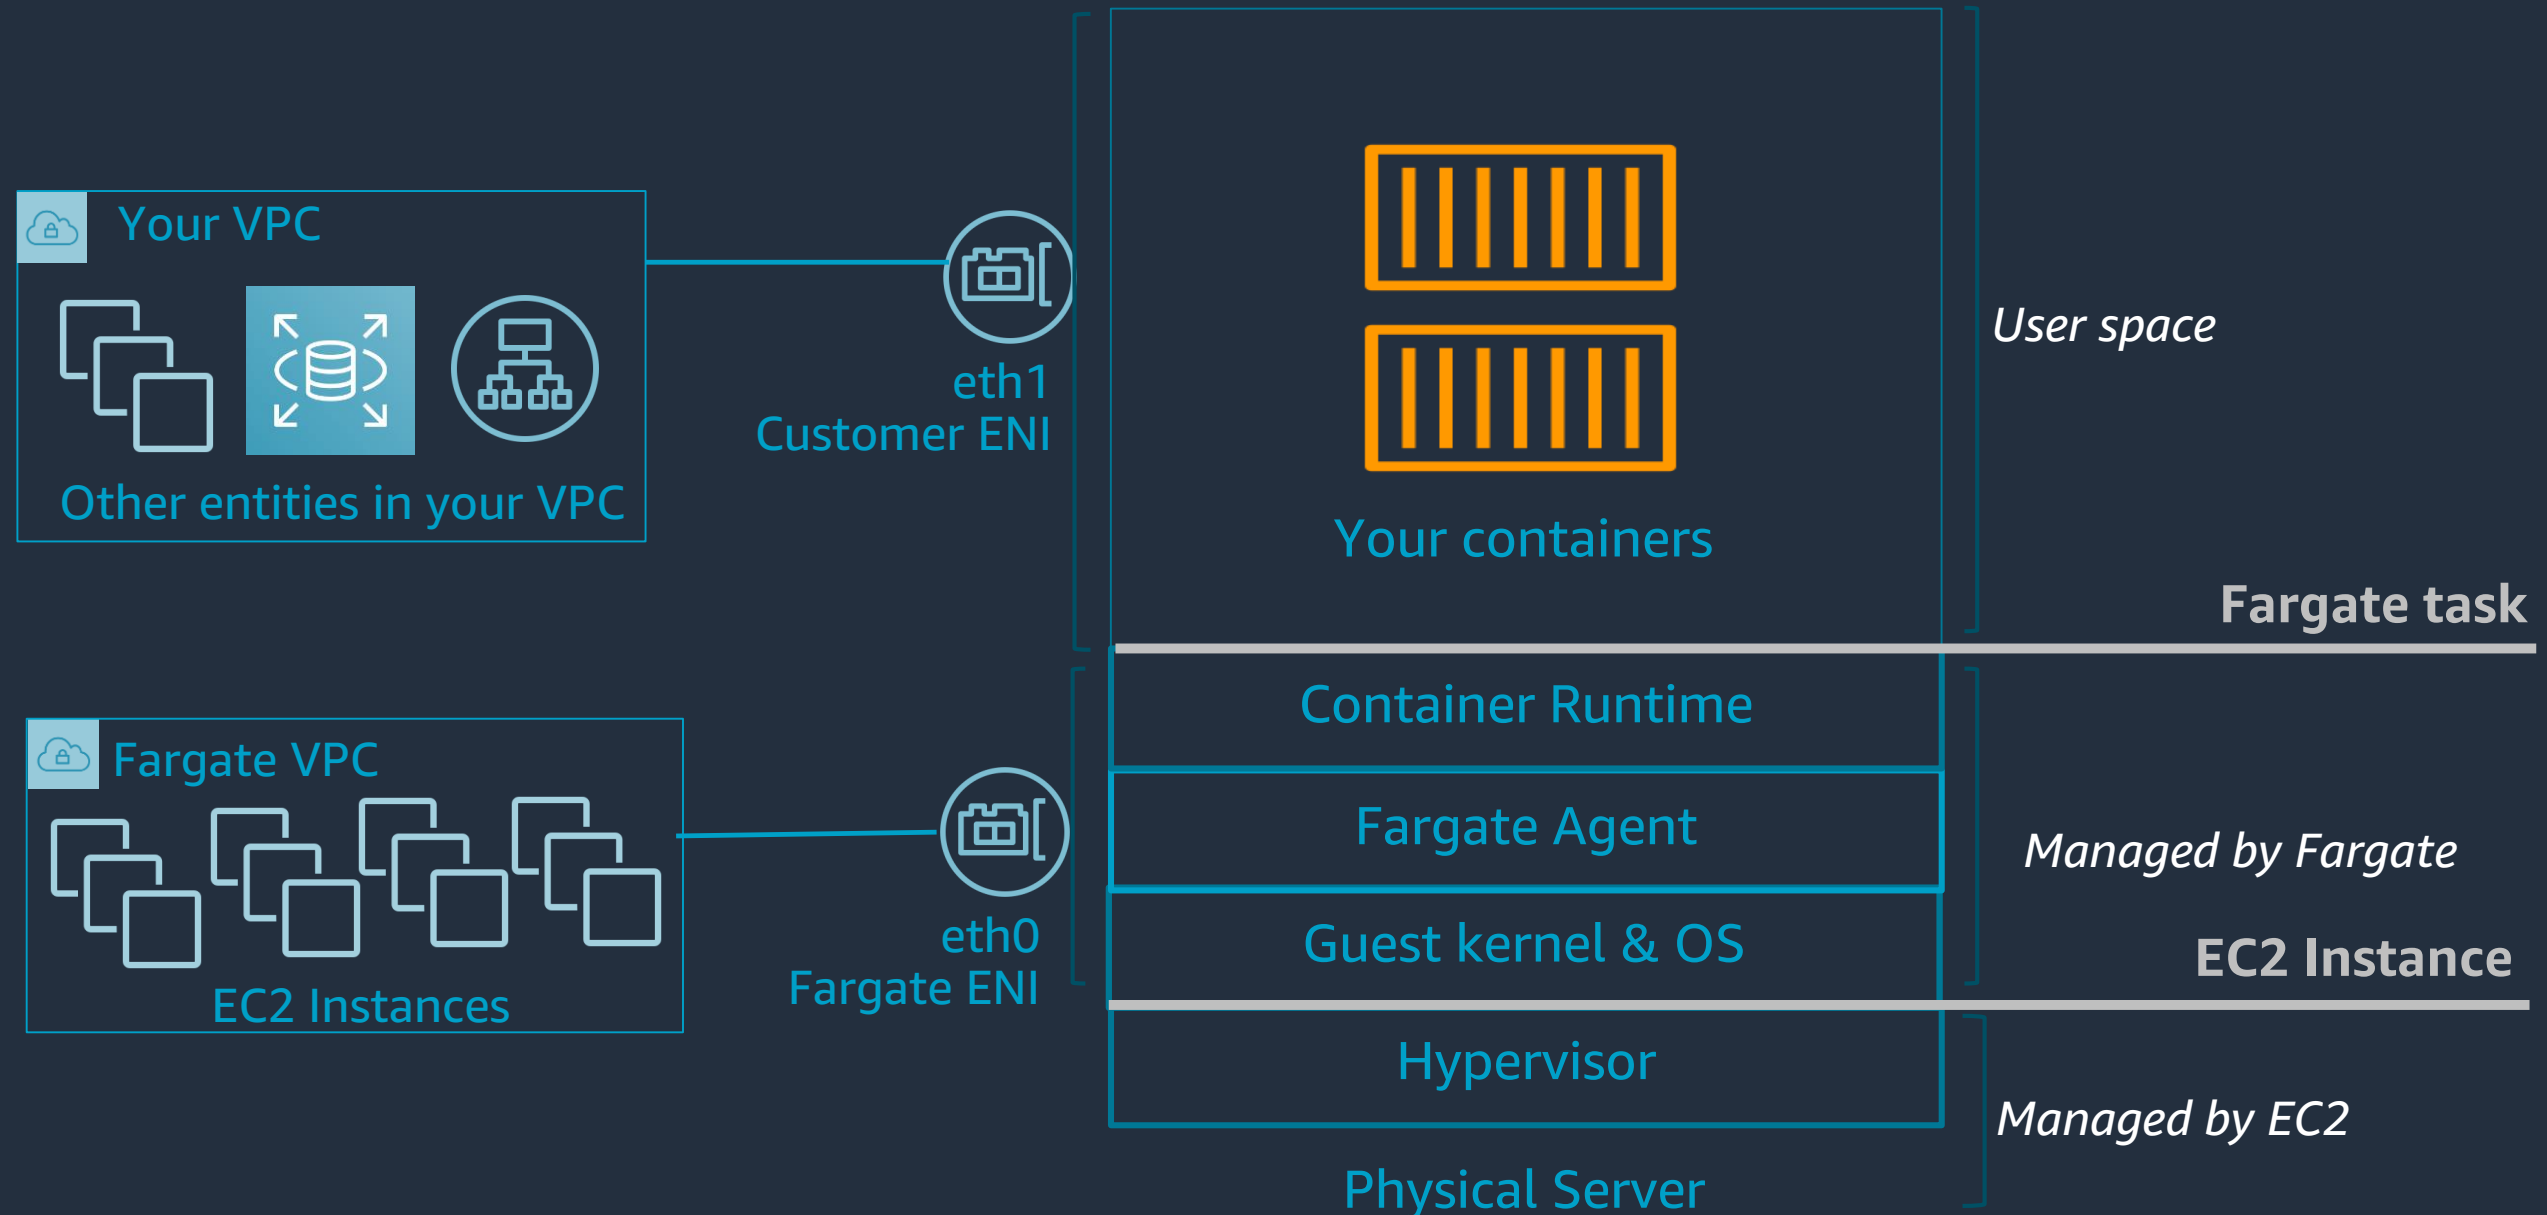 Your VPC
Other entities in your VPC
eth1
Customer ENI
Your containers
User space
Fargate task
Fargate VPC
EC2 Instances
eth0
Fargate ENI
Container Runtime
Fargate Agent
Guest kernel & OS
Managed by Fargate
EC2 Instance
Hypervisor
Managed by EC2
Physical Server